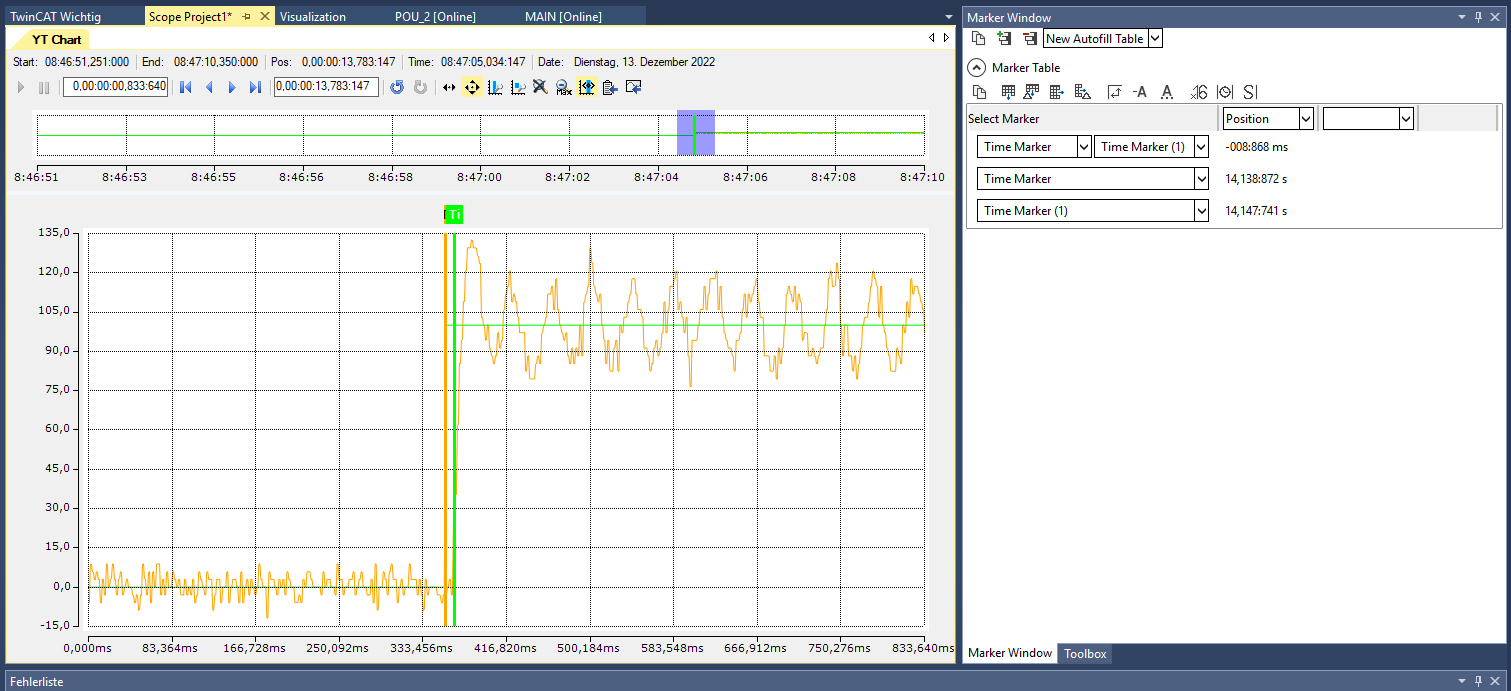 TwinCAT Wichtig Scope Project1* Visualization POU_2 [Online] MAIN [Online]
YT Chart
Start: 08:46:51,251:000 End: 08:47:10,350:000 Pos: 0,00:00:13,783:147 Time: 08:47:05,034:147 Date: Dienstag, 13. Dezember 2022
0,00:00:00,833:640 0,00:00:13,783:147
8:46:51 8:46:53 8:46:55 8:46:56 8:46:58 8:47:00 8:47:02 8:47:04 8:47:06 8:47:08 8:47:10
Ti
135,0
120,0
105,0
90,0
75,0
60,0
45,0
30,0
15,0
0,0
-15,0
0,000ms 83,364ms 166,728ms 250,092ms 333,456ms 416,820ms 500,184ms 583,548ms 666,912ms 750,276ms 833,640ms
Marker Window
New Autofill Table
Marker Table
Select Marker Position
Time Marker Time Marker (1) -008:868 ms
Time Marker 14,138:872 s
Time Marker (1) 14,147:741 s
Marker Window Toolbox
Fehlerliste